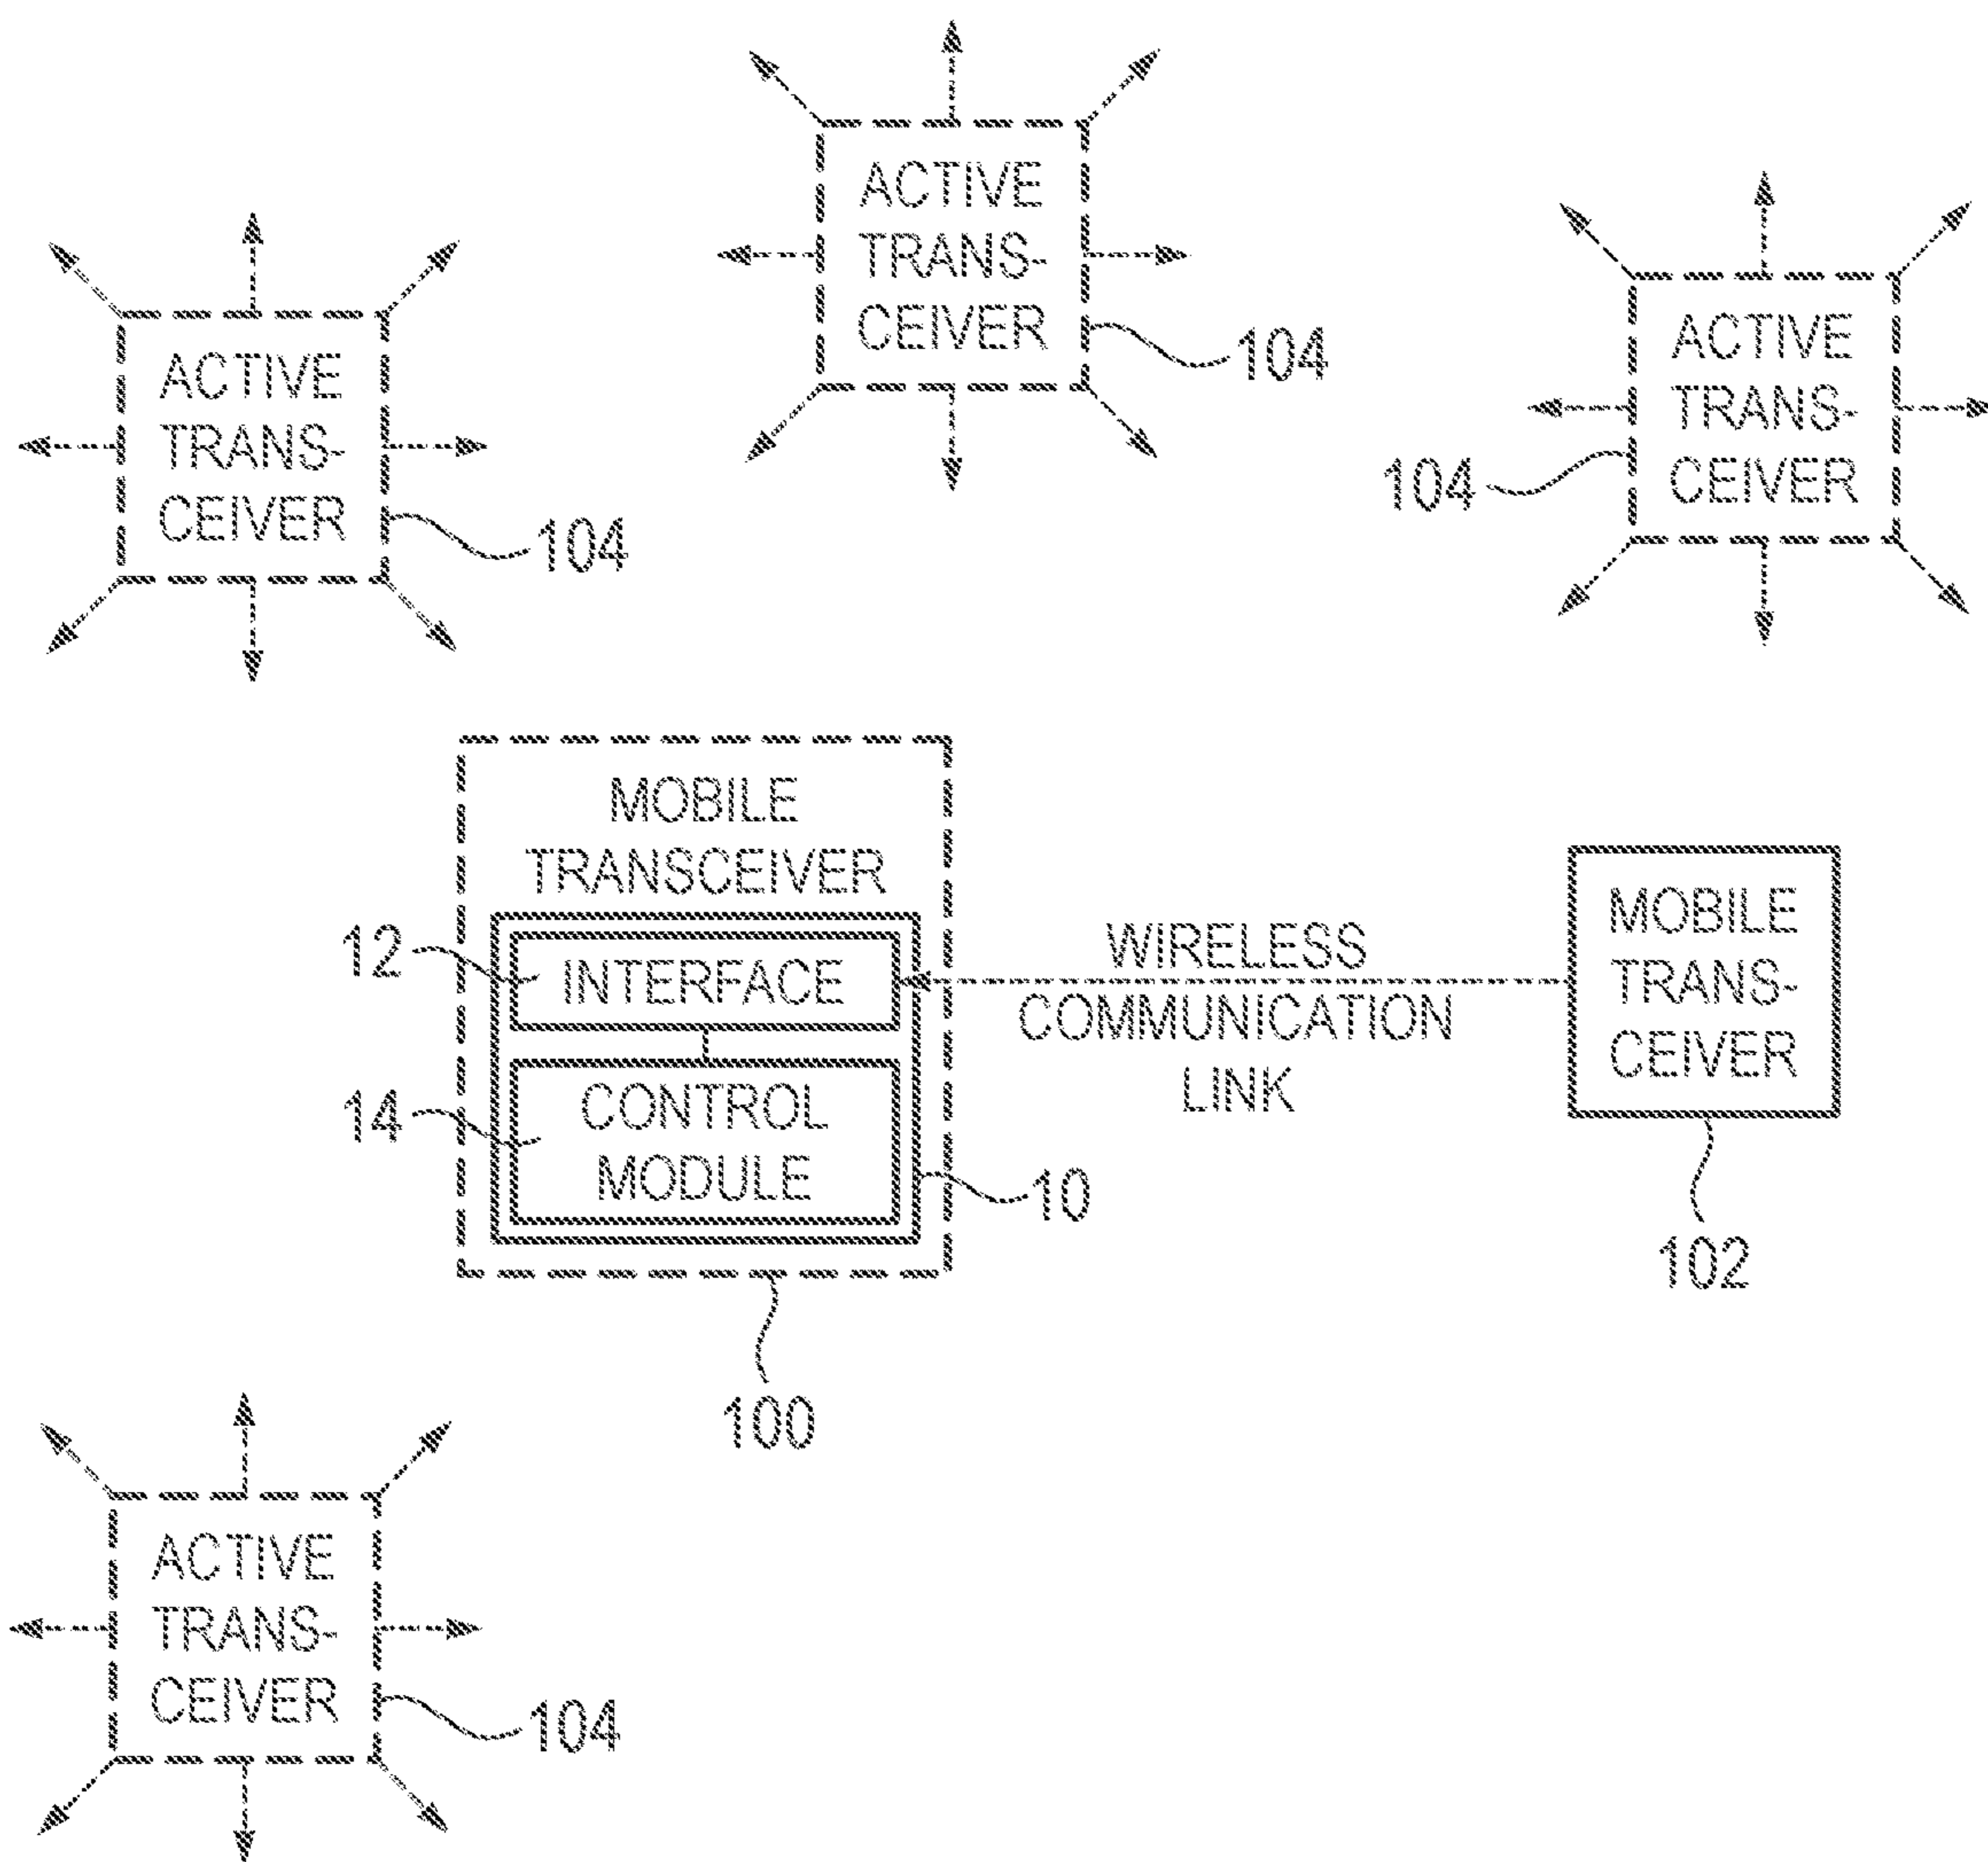 ACTIVE
TRANS-
CEIVER
104
ACTIVE
TRANS-
CEIVER
104
ACTIVE
TRANS-
CEIVER
104
MOBILE
TRANSCEIVER
12
INTERFACE
14
CONTROL
MODULE
10
100
WIRELESS
COMMUNICATION
LINK
MOBILE
TRANS-
CEIVER
102
ACTIVE
TRANS-
CEIVER
104